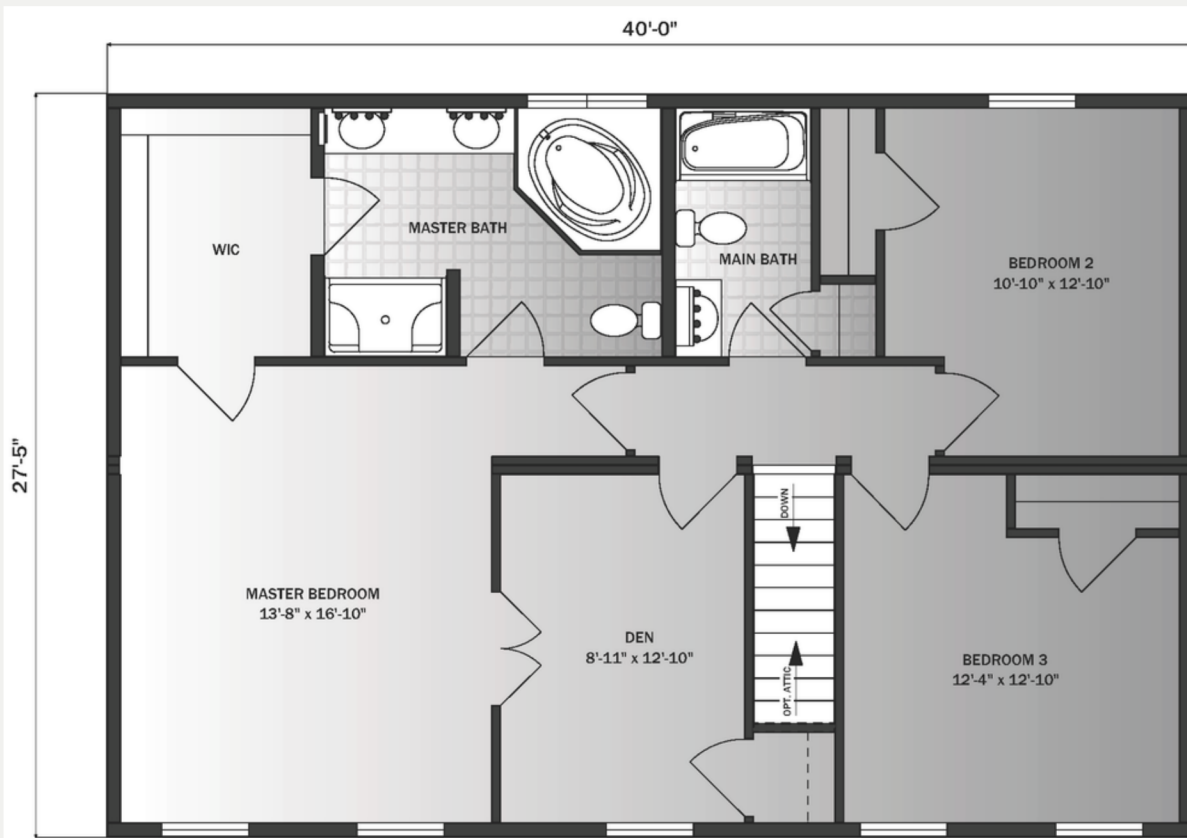 40'-0"
27'-5"
WIC
MASTER BATH
MAIN BATH
BEDROOM 2
10'-10" x 12'-10"
MASTER BEDROOM
13'-8" x 16'-10"
DEN
8'-11" x 12'-10"
DOWN
OPT. ATTIC
BEDROOM 3
12'-4" x 12'-10"